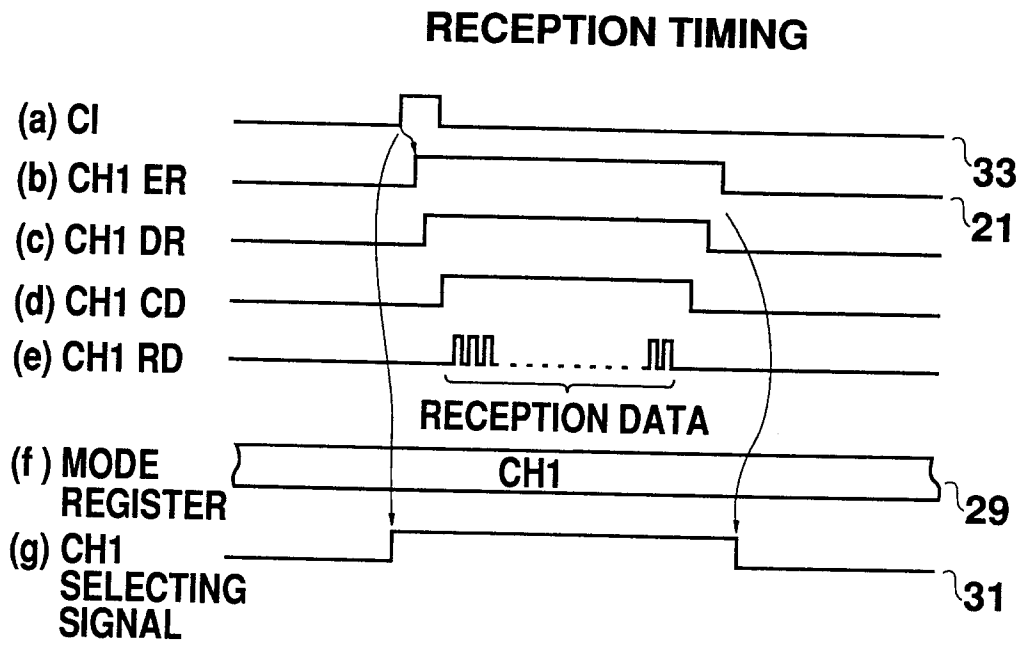 RECEPTION TIMING
(a) CI
33
(b) CH1 ER
21
(c) CH1 DR
(d) CH1 CD
(e) CH1 RD
RECEPTION DATA
(f) MODE
REGISTER
CH1
29
(g) CH1
SELECTING
SIGNAL
31